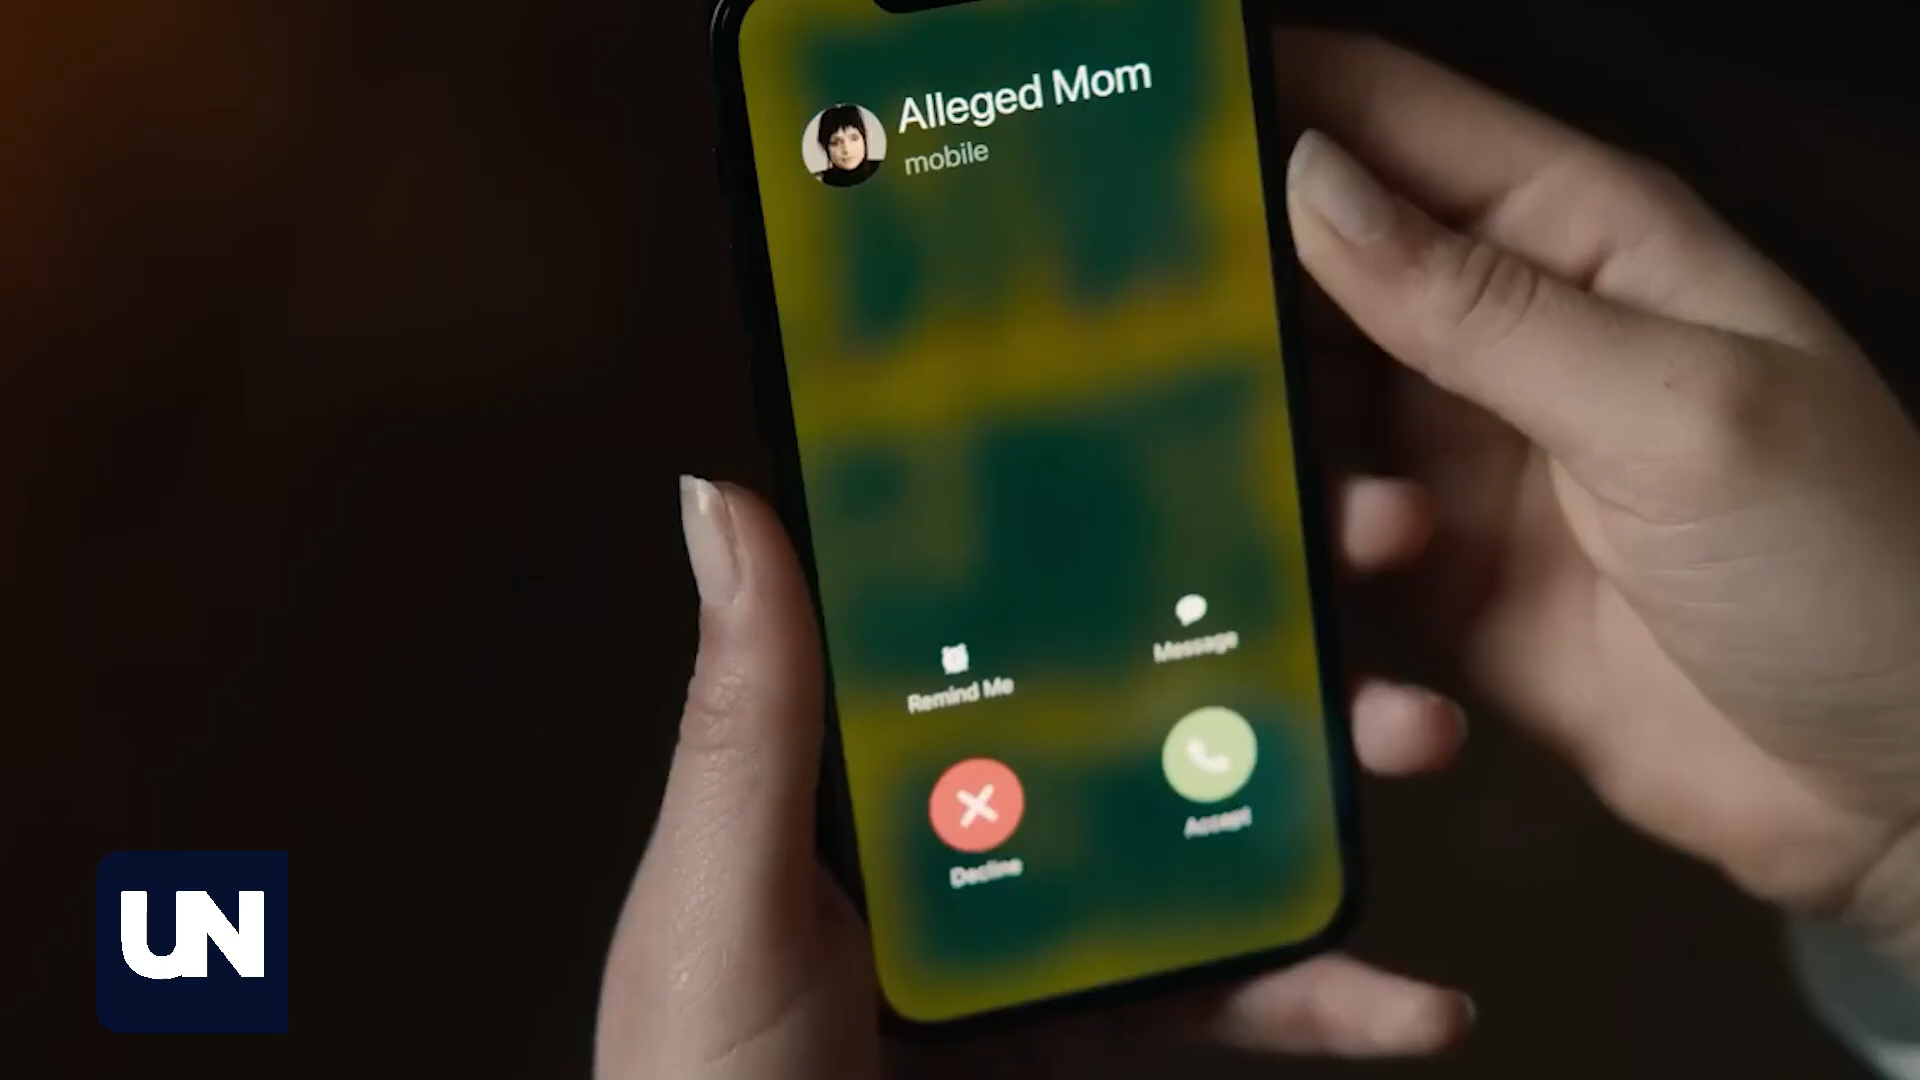 Alleged Mom
mobile
Message
Remind Me
Accept
Decline
UN